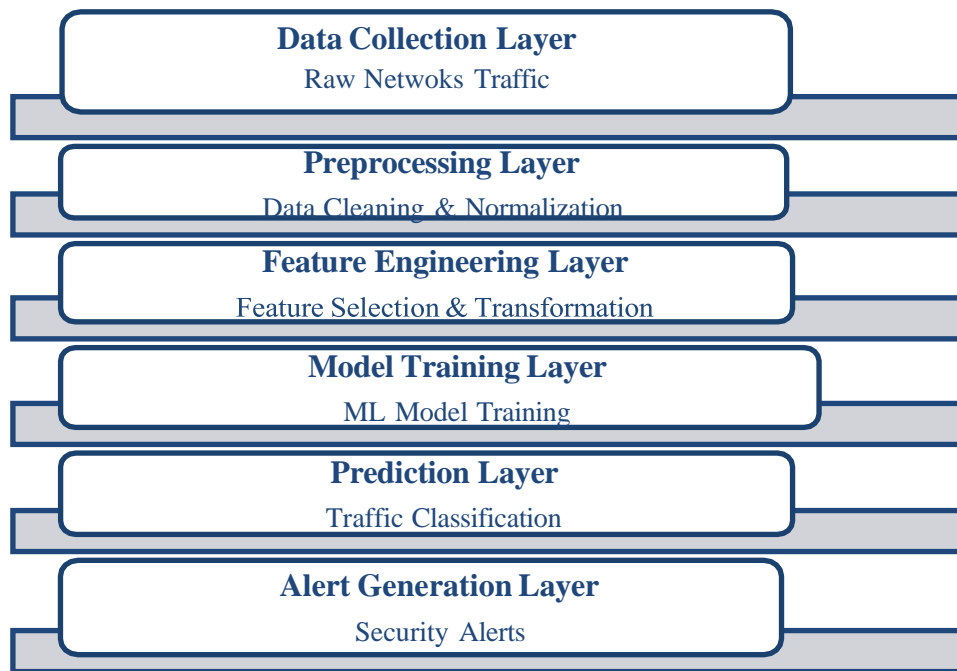 Data Collection Layer
Raw Netwoks Traffic
Preprocessing Layer
Data Cleaning & Normalization
Feature Engineering Layer
Feature Selection & Transformation
Model Training Layer
ML Model Training
Prediction Layer
Traffic Classification
Alert Generation Layer
Security Alerts